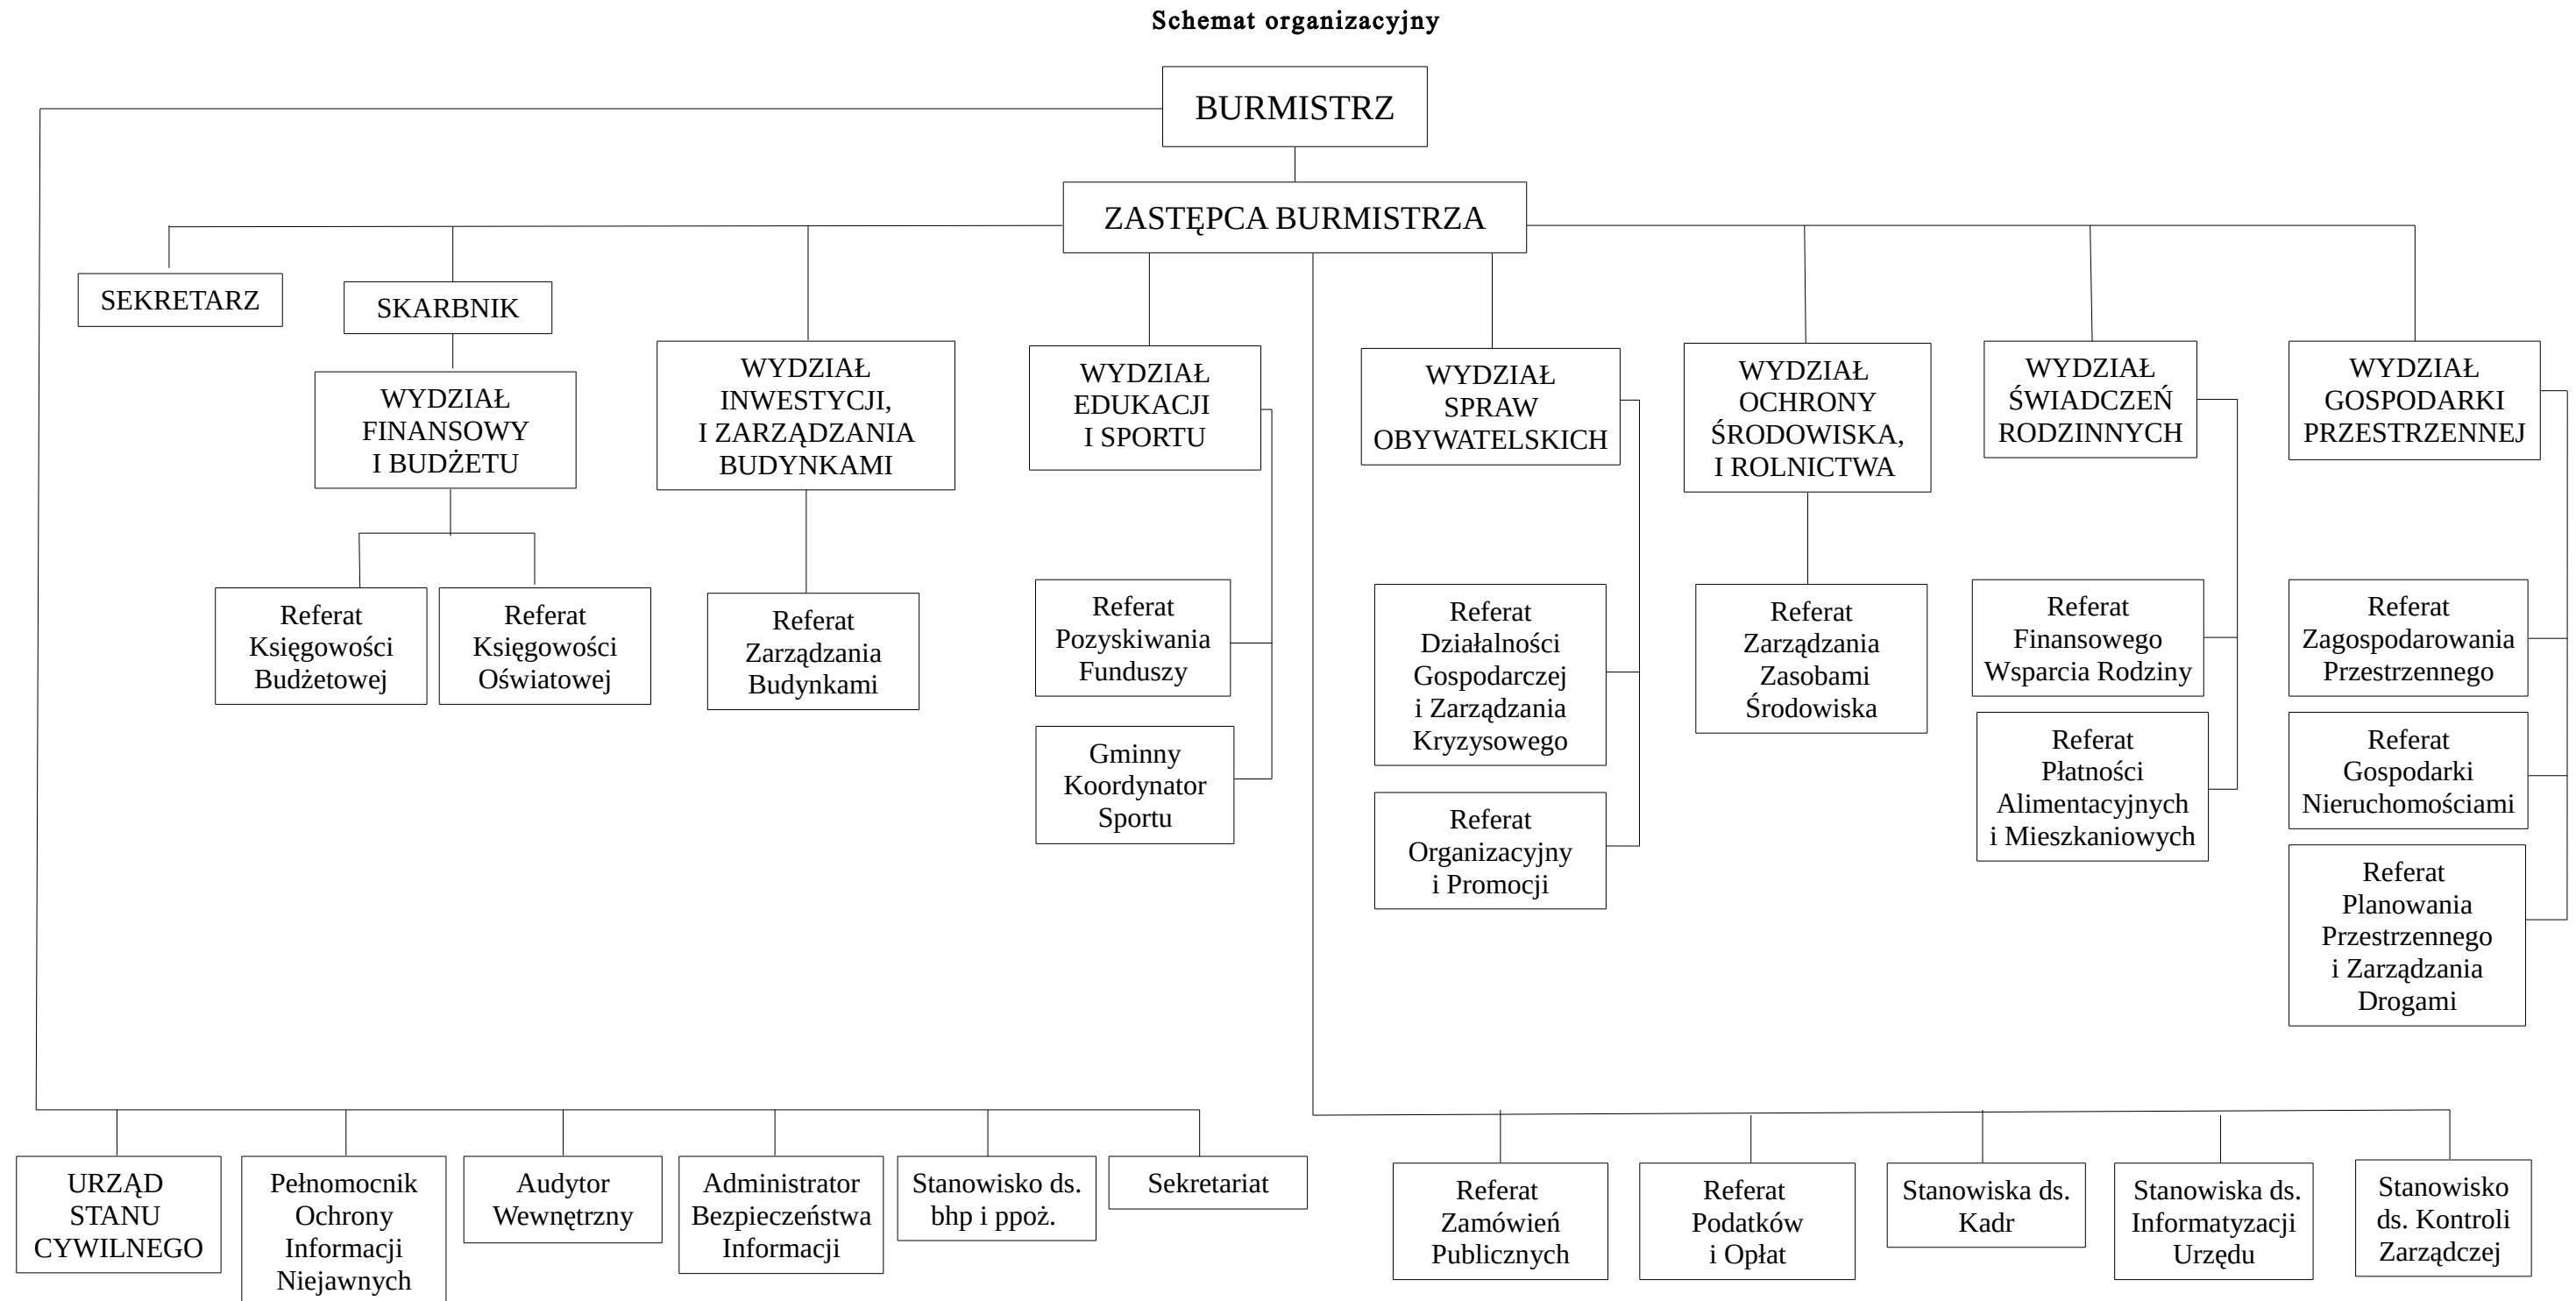 Schemat organizacyjny
BURMISTRZ
ZASTĘPCA BURMISTRZA
SEKRETARZ
SKARBNIK
WYDZIAŁ
FINANSOWY
I BUDŻETU
WYDZIAŁ
INWESTYCJI,
I ZARZĄDZANIA
BUDYNKAMI
WYDZIAŁ
EDUKACJI
I SPORTU
WYDZIAŁ
SPRAW
OBYWATELSKICH
WYDZIAŁ
OCHRONY
ŚRODOWISKA,
I ROLNICTWA
WYDZIAŁ
ŚWIADCZEŃ
RODZINNYCH
WYDZIAŁ
GOSPODARKI
PRZESTRZENNEJ
Referat
Księgowości
Budżetowej
Referat
Księgowości
Oświatowej
Referat
Zarządzania
Budynkami
Referat
Pozyskiwania
Funduszy
Gminny
Koordynator
Sportu
Referat
Działalności
Gospodarczej
i Zarządzania
Kryzysowego
Referat
Organizacyjny
i Promocji
Referat
Zarządzania
Zasobami
Środowiska
Referat
Finansowego
Wsparcia Rodziny
Referat
Płatności
Alimentacyjnych
i Mieszkaniowych
Referat
Zagospodarowania
Przestrzennego
Referat
Gospodarki
Nieruchomościami
Referat
Planowania
Przestrzennego
i Zarządzania
Drogami
URZĄD
STANU
CYWILNEGO
Pełnomocnik
Ochrony
Informacji
Niejawnych
Audytor
Wewnętrzny
Administrator
Bezpieczeństwa
Informacji
Stanowisko ds.
bhp i ppoż.
Sekretariat
Referat
Zamówień
Publicznych
Referat
Podatków
i Opłat
Stanowiska ds.
Kadr
Stanowiska ds.
Informatyzacji
Urzędu
Stanowisko
ds. Kontroli
Zarządczej